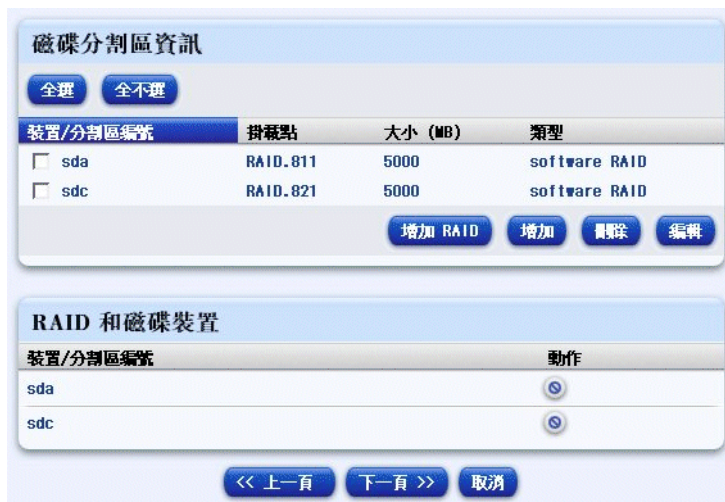 磁碟分割區資訊
全選 全不選
裝置/分割區編號 掛載點 大小 (MB) 類型
sda RAID.811 5000 software RAID
sdc RAID.821 5000 software RAID
增加 RAID 增加 刪除 編輯
RAID 和磁碟裝置
裝置/分割區編號 動作
sda
sdc
<< 上一頁 下一頁 >> 取消